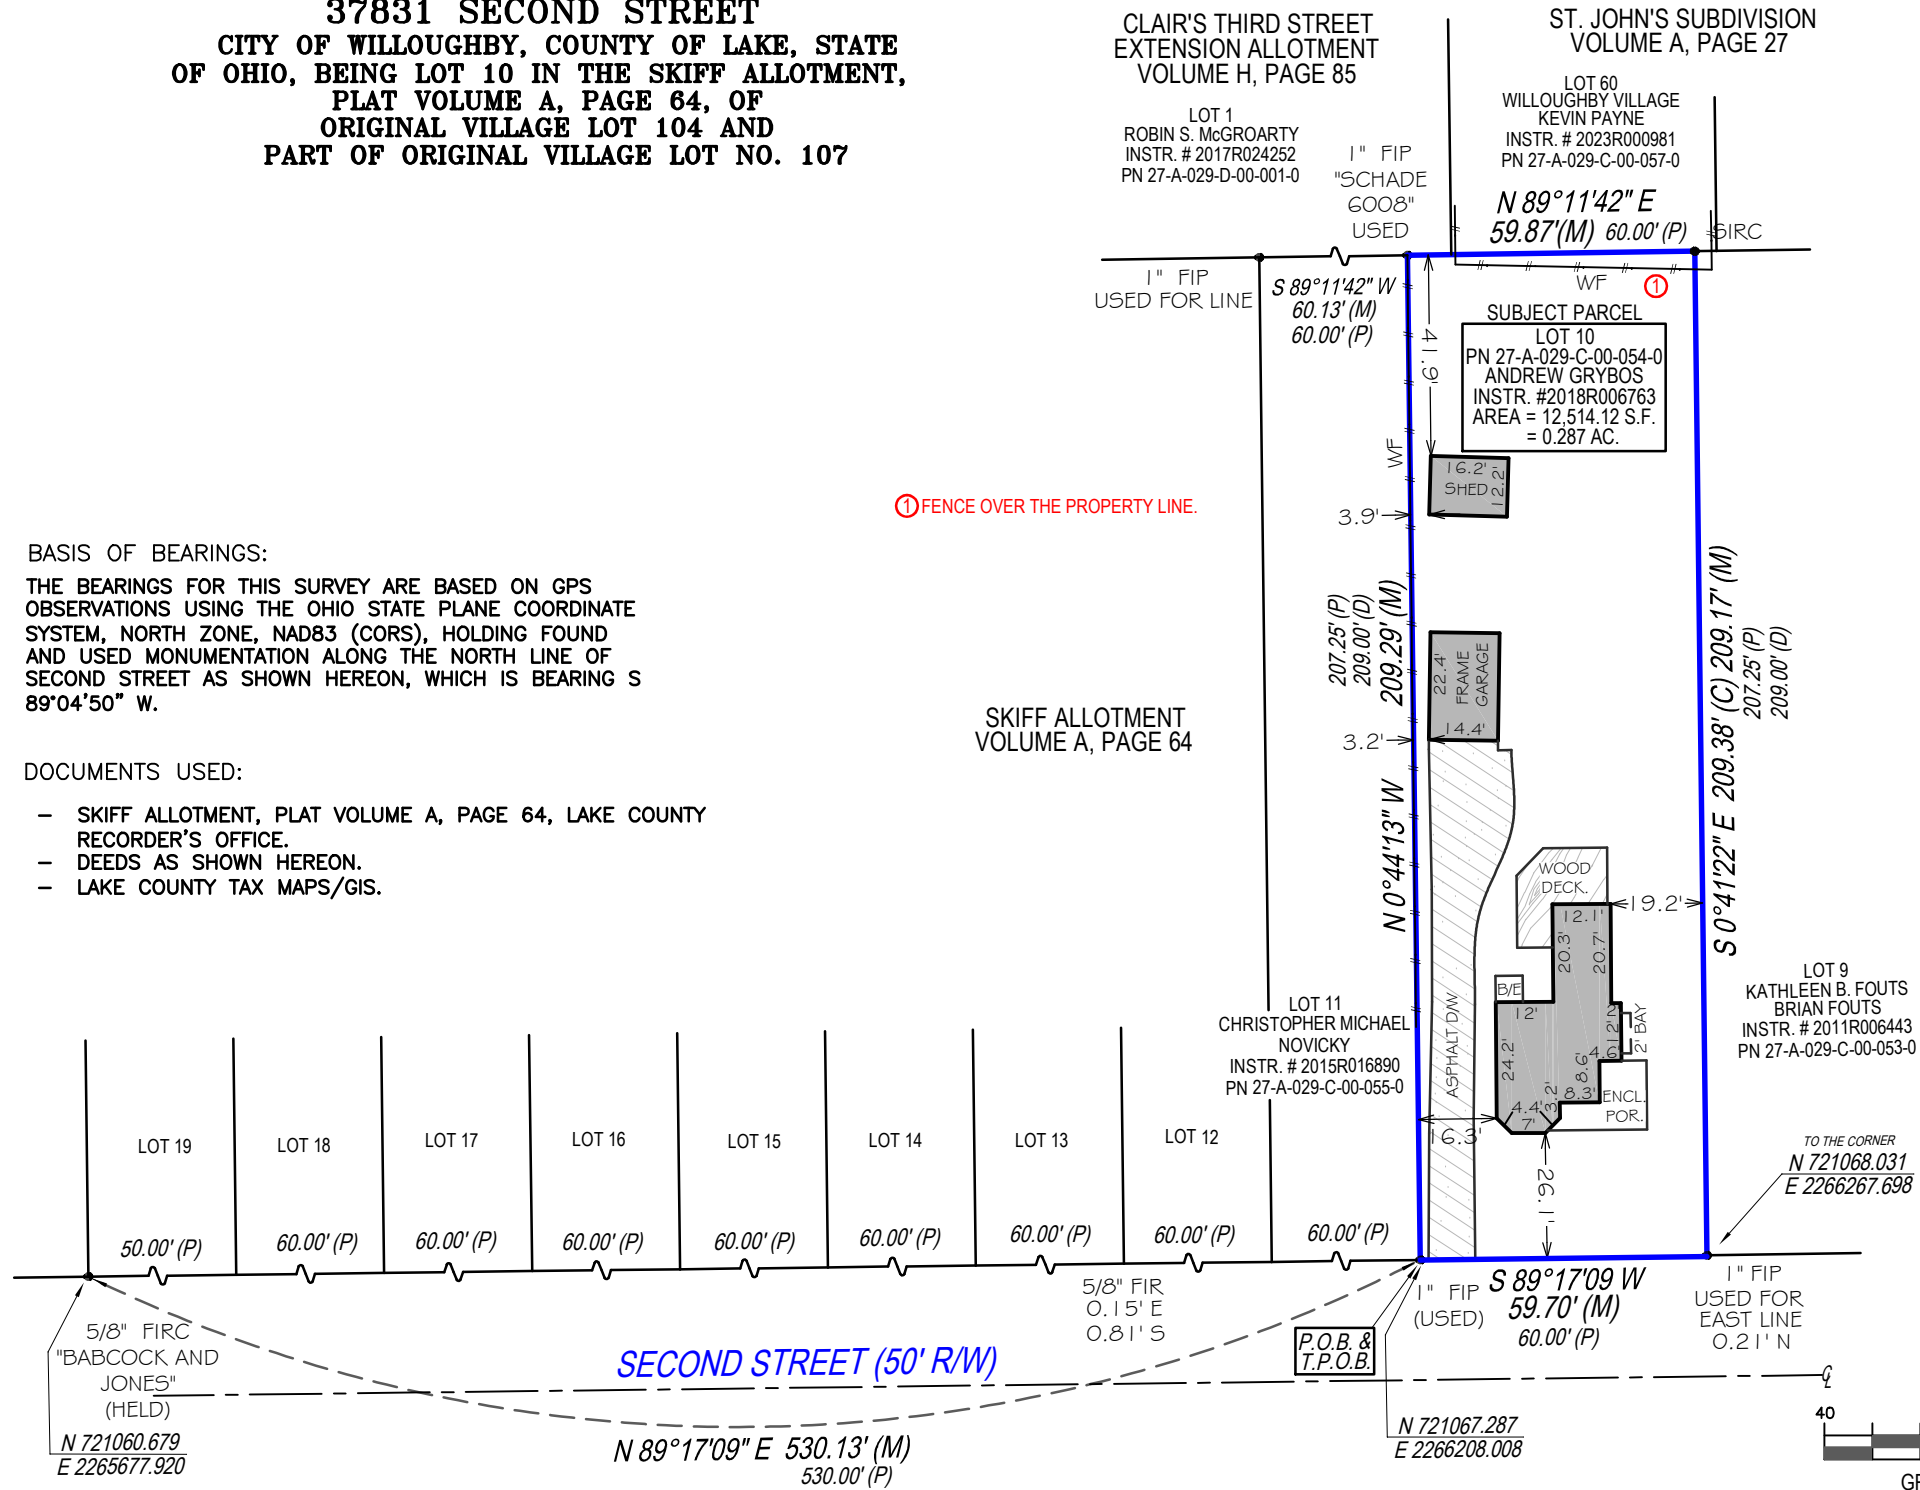 37831 SECOND STREET
CITY OF WILLOUGHBY, COUNTY OF LAKE, STATE
OF OHIO, BEING LOT 10 IN THE SKIFF ALLOTMENT,
PLAT VOLUME A, PAGE 64, OF
ORIGINAL VILLAGE LOT 104 AND
PART OF ORIGINAL VILLAGE LOT NO. 107
CLAIR'S THIRD STREET
EXTENSION ALLOTMENT
VOLUME H, PAGE 85
ST. JOHN'S SUBDIVISION
VOLUME A, PAGE 27
LOT 1
ROBIN S. McGROARTY
INSTR. # 2017R024252
PN 27-A-029-D-00-001-0
LOT 60
WILLOUGHBY VILLAGE
KEVIN PAYNE
INSTR. # 2023R000981
PN 27-A-029-C-00-057-0
1" FIP
"SCHADE
6008"
USED
N 89°11'42" E
59.87'(M) 60.00' (P)
SIRC
1" FIP
USED FOR LINE
S 89°11'42" W
60.13' (M)
60.00' (P)
WF
1
41.9'
SUBJECT PARCEL
LOT 10
PN 27-A-029-C-00-054-0
ANDREW GRYBOS
INSTR. #2018R006763
AREA = 12,514.12 S.F.
= 0.287 AC.
WF
16.2'
SHED
12.2'
3.9'
1 FENCE OVER THE PROPERTY LINE.
BASIS OF BEARINGS:
THE BEARINGS FOR THIS SURVEY ARE BASED ON GPS
OBSERVATIONS USING THE OHIO STATE PLANE COORDINATE
SYSTEM, NORTH ZONE, NAD83 (CORS), HOLDING FOUND
AND USED MONUMENTATION ALONG THE NORTH LINE OF
SECOND STREET AS SHOWN HEREON, WHICH IS BEARING S
89°04'50" W.
207.25' (P)
209.00' (D)
N 0°44'13" W 209.29' (M)
22.4'
FRAME
GARAGE
14.4'
3.2'
S 0°41'22" E 209.38' (C) 209.17' (M)
207.25' (P)
209.00' (D)
SKIFF ALLOTMENT
VOLUME A, PAGE 64
DOCUMENTS USED:
– SKIFF ALLOTMENT, PLAT VOLUME A, PAGE 64, LAKE COUNTY
RECORDER'S OFFICE.
– DEEDS AS SHOWN HEREON.
– LAKE COUNTY TAX MAPS/GIS.
WOOD
DECK.
19.2'
12.1'
20.3'
20.7'
B/E
12'
2'
12'
2' BAY
4.6'
24.2'
8.6'
3.2'
8.3'
4.4'
7'
ENCL.
POR.
ASPHALT D/W
16.3'
26.1'
LOT 11
CHRISTOPHER MICHAEL
NOVICKY
INSTR. # 2015R016890
PN 27-A-029-C-00-055-0
LOT 9
KATHLEEN B. FOUTS
BRIAN FOUTS
INSTR. # 2011R006443
PN 27-A-029-C-00-053-0
LOT 19
LOT 18
LOT 17
LOT 16
LOT 15
LOT 14
LOT 13
LOT 12
50.00' (P)
60.00' (P)
60.00' (P)
60.00' (P)
60.00' (P)
60.00' (P)
60.00' (P)
60.00' (P)
60.00' (P)
TO THE CORNER
N 721068.031
E 2266267.698
5/8" FIR
0.15' E
0.81' S
1" FIP
(USED)
S 89°17'09 W
59.70' (M)
60.00' (P)
1" FIP
USED FOR
EAST LINE
0.21' N
5/8" FIRC
"BABCOCK AND
JONES"
(HELD)
SECOND STREET (50' R/W)
P.O.B. &
T.P.O.B.
N 721060.679
E 2265677.920
N 89°17'09" E 530.13' (M)
530.00' (P)
N 721067.287
E 2266208.008
40